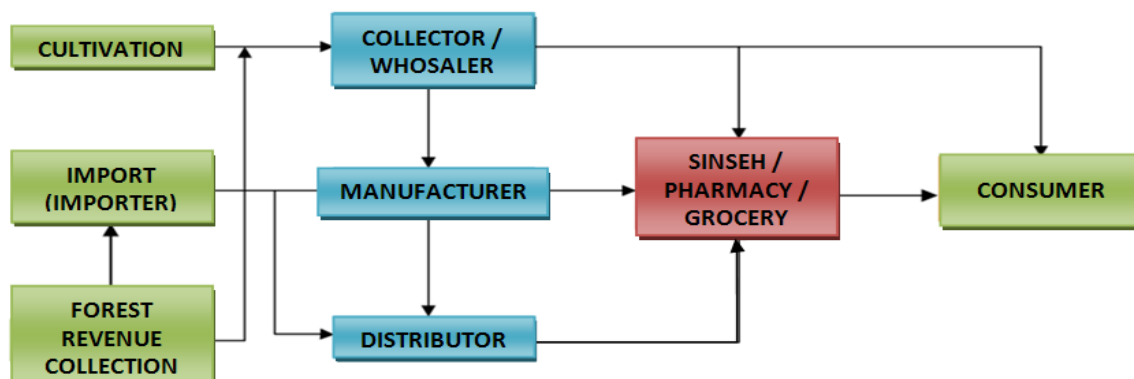 CULTIVATION
COLLECTOR /
WHOSALER
IMPORT
(IMPORTER)
MANUFACTURER
SINSEH /
PHARMACY /
GROCERY
CONSUMER
FOREST
REVENUE
COLLECTION
DISTRIBUTOR